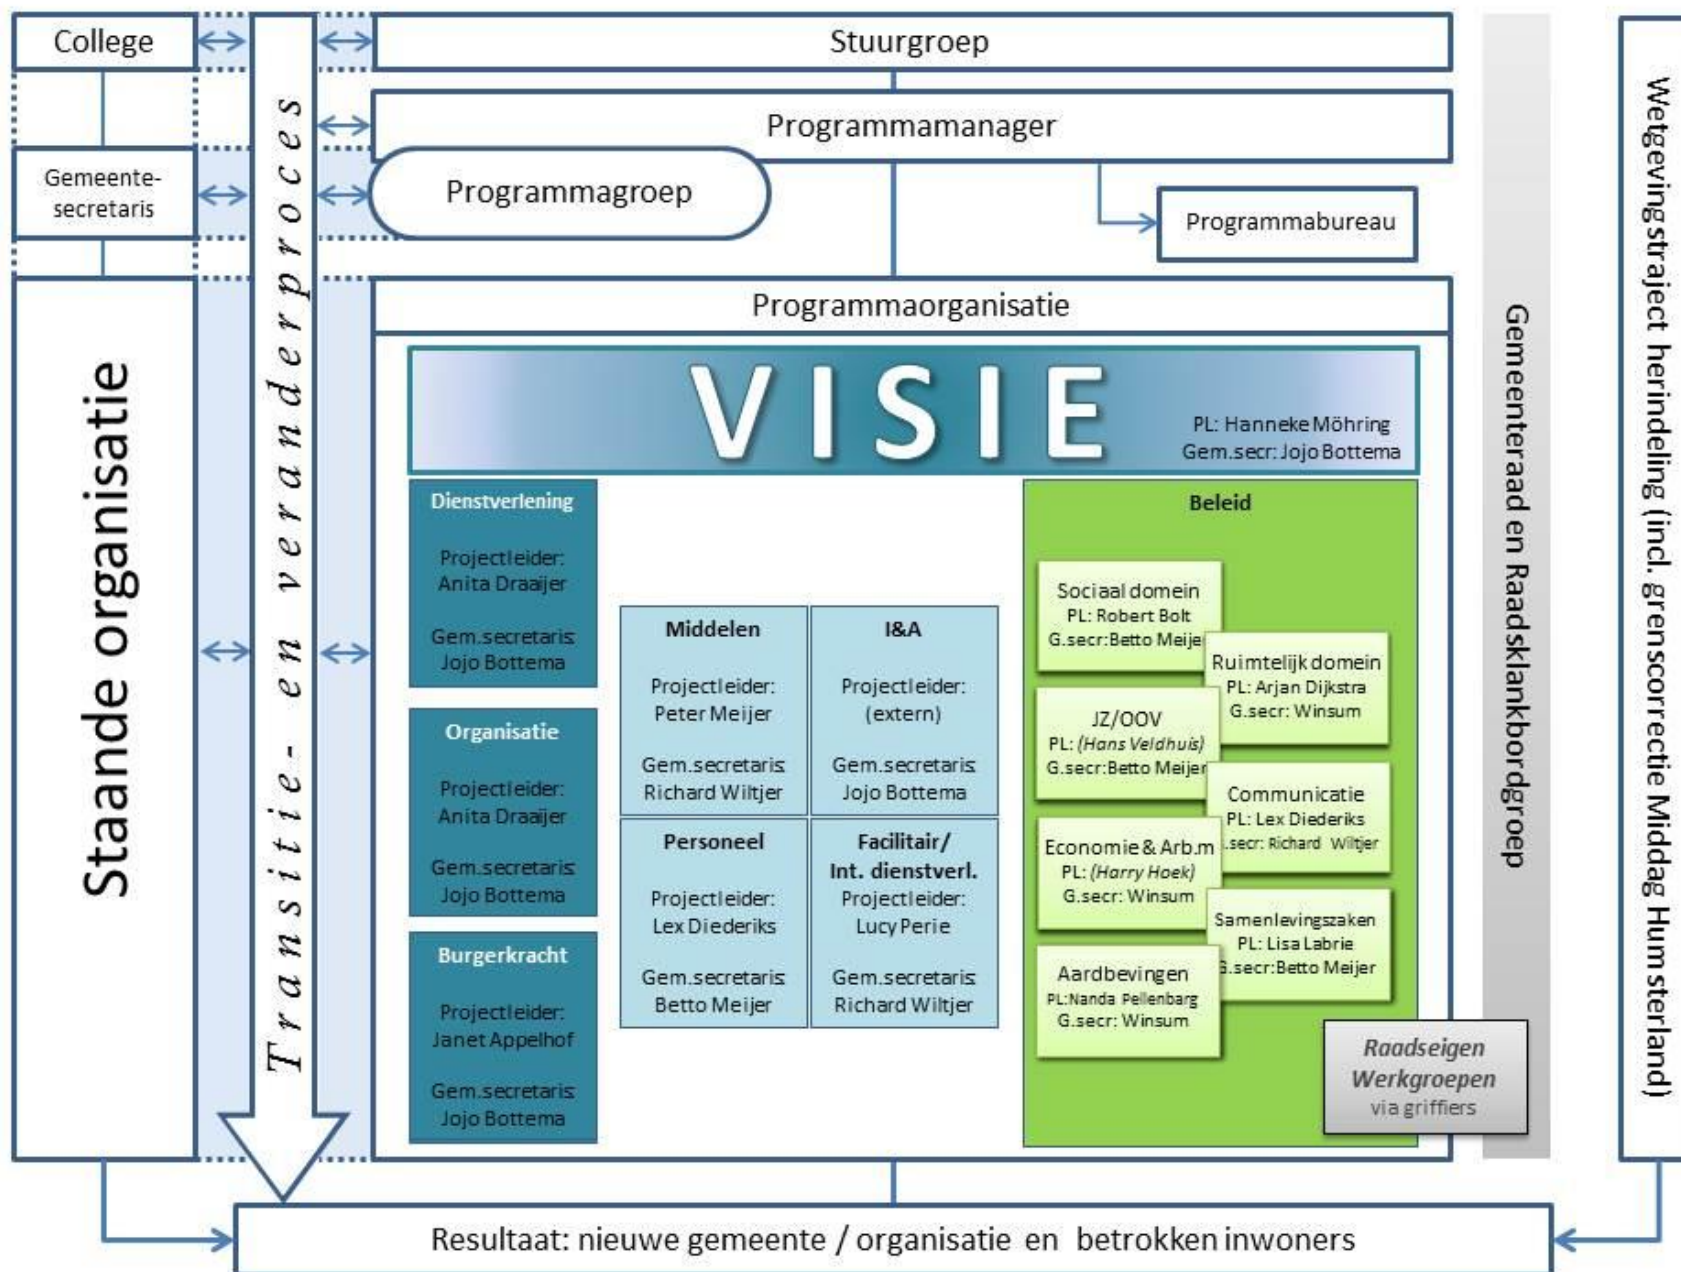 College
Stuurgroep
Programmamanager
Gemeente-
secretaris
Programmagroep
Programmabureau
Transitie- en veranderproces
Staande organisatie
Programmaorganisatie
VISIE
PL: Hanneke Möhring
Gem.secr: Jojo Bottema
Dienstverlening
Projectleider:
Anita Draaijer
Gem.secretaris:
Jojo Bottema
Organisatie
Projectleider:
Anita Draaijer
Gem.secretaris:
Jojo Bottema
Burgerkracht
Projectleider:
Janet Appelhof
Gem.secretaris:
Jojo Bottema
Middelen
Projectleider:
Peter Meijer
Gem.secretaris:
Richard Wiltjer
I&A
Projectleider:
(extern)
Gem.secretaris:
Jojo Bottema
Personeel
Projectleider:
Lex Diederiks
Gem.secretaris:
Betto Meijer
Facilitair/
Int. dienstverl.
Projectleider:
Lucy Perie
Gem.secretaris:
Richard Wiltjer
Beleid
Sociaal domein
PL: Robert Bolt
G.secr:Betto Meijer
Ruimtelijk domein
PL: Arjan Dijkstra
G.secr: Winsum
JZ/OOV
PL: (Hans Veldhuis)
G.secr:Betto Meijer
Communicatie
PL: Lex Diederiks
.secr: Richard Wiltjer
Economie & Arb.m
PL: (Harry Hoek)
G.secr: Winsum
Samenlevingszaken
PL: Lisa Labrie
G.secr:Betto Meijer
Aardbevingen
PL:Nanda Pellenbarg
G.secr: Winsum
Raadseigen
Werkgroepen
via griffiers
Gemeenteraad en Raadsklankbordgroep
Wetgevingstraject herindeling (incl. grenscorrectie Middag Humsterland)
Resultaat: nieuwe gemeente / organisatie en betrokken inwoners